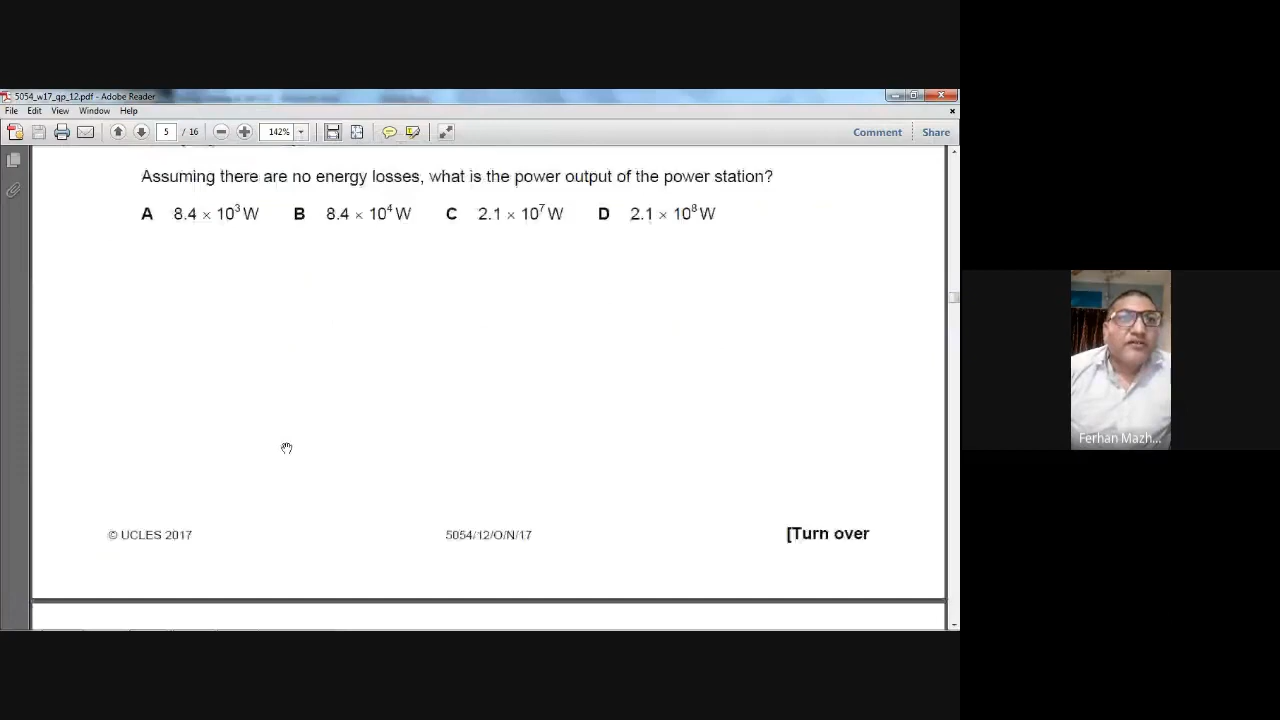 5054_w17_qp_12.pdf - Adobe Reader
File Edit View Window Help
5 / 16 142% Comment Share
Assuming there are no energy losses, what is the power output of the power station?
A 8.4 × 10³ W B 8.4 × 10⁴ W C 2.1 × 10⁷ W D 2.1 × 10⁸ W
© UCLES 2017 5054/12/O/N/17 [Turn over
Ferhan Mazh...